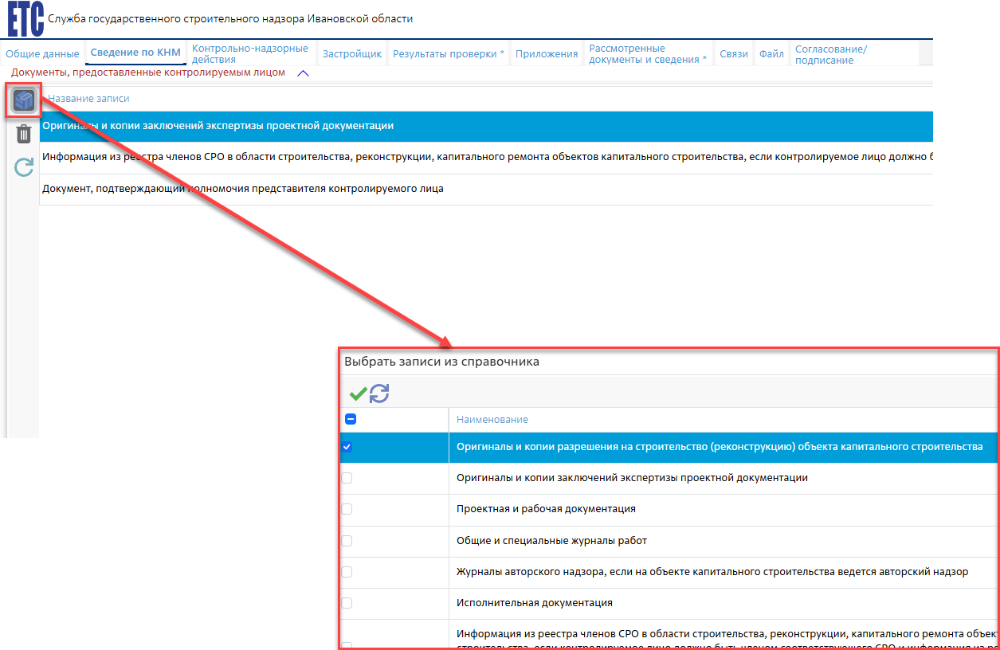 ЕТС Служба государственного строительного надзора Ивановской области
Общие данные
Сведение по КНМ
Контрольно-надзорные
действия
Застройщик
Результаты проверки *
Приложения
Рассмотренные
документы и сведения *
Связи
Файл
Согласование/
подписание
Документы, предоставленные контролируемым лицом
Название записи
Оригиналы и копии заключений экспертизы проектной документации
Информация из реестра членов СРО в области строительства, реконструкции, капитального ремонта объектов капитального строительства, если контролируемое лицо должно
Документ, подтверждающий полномочия представителя контролируемого лица
Выбрать записи из справочника
Наименование
Оригиналы и копии разрешения на строительство (реконструкцию) объекта капитального строительства
Оригиналы и копии заключений экспертизы проектной документации
Проектная и рабочая документация
Общие и специальные журналы работ
Журналы авторского надзора, если на объекте капитального строительства ведется авторский надзор
Исполнительная документация
Информация из реестра членов СРО в области строительства, реконструкции, капитального ремонта объект
строительства, если контролируемое лицо должно быть членом соответствующего СРО и информация из